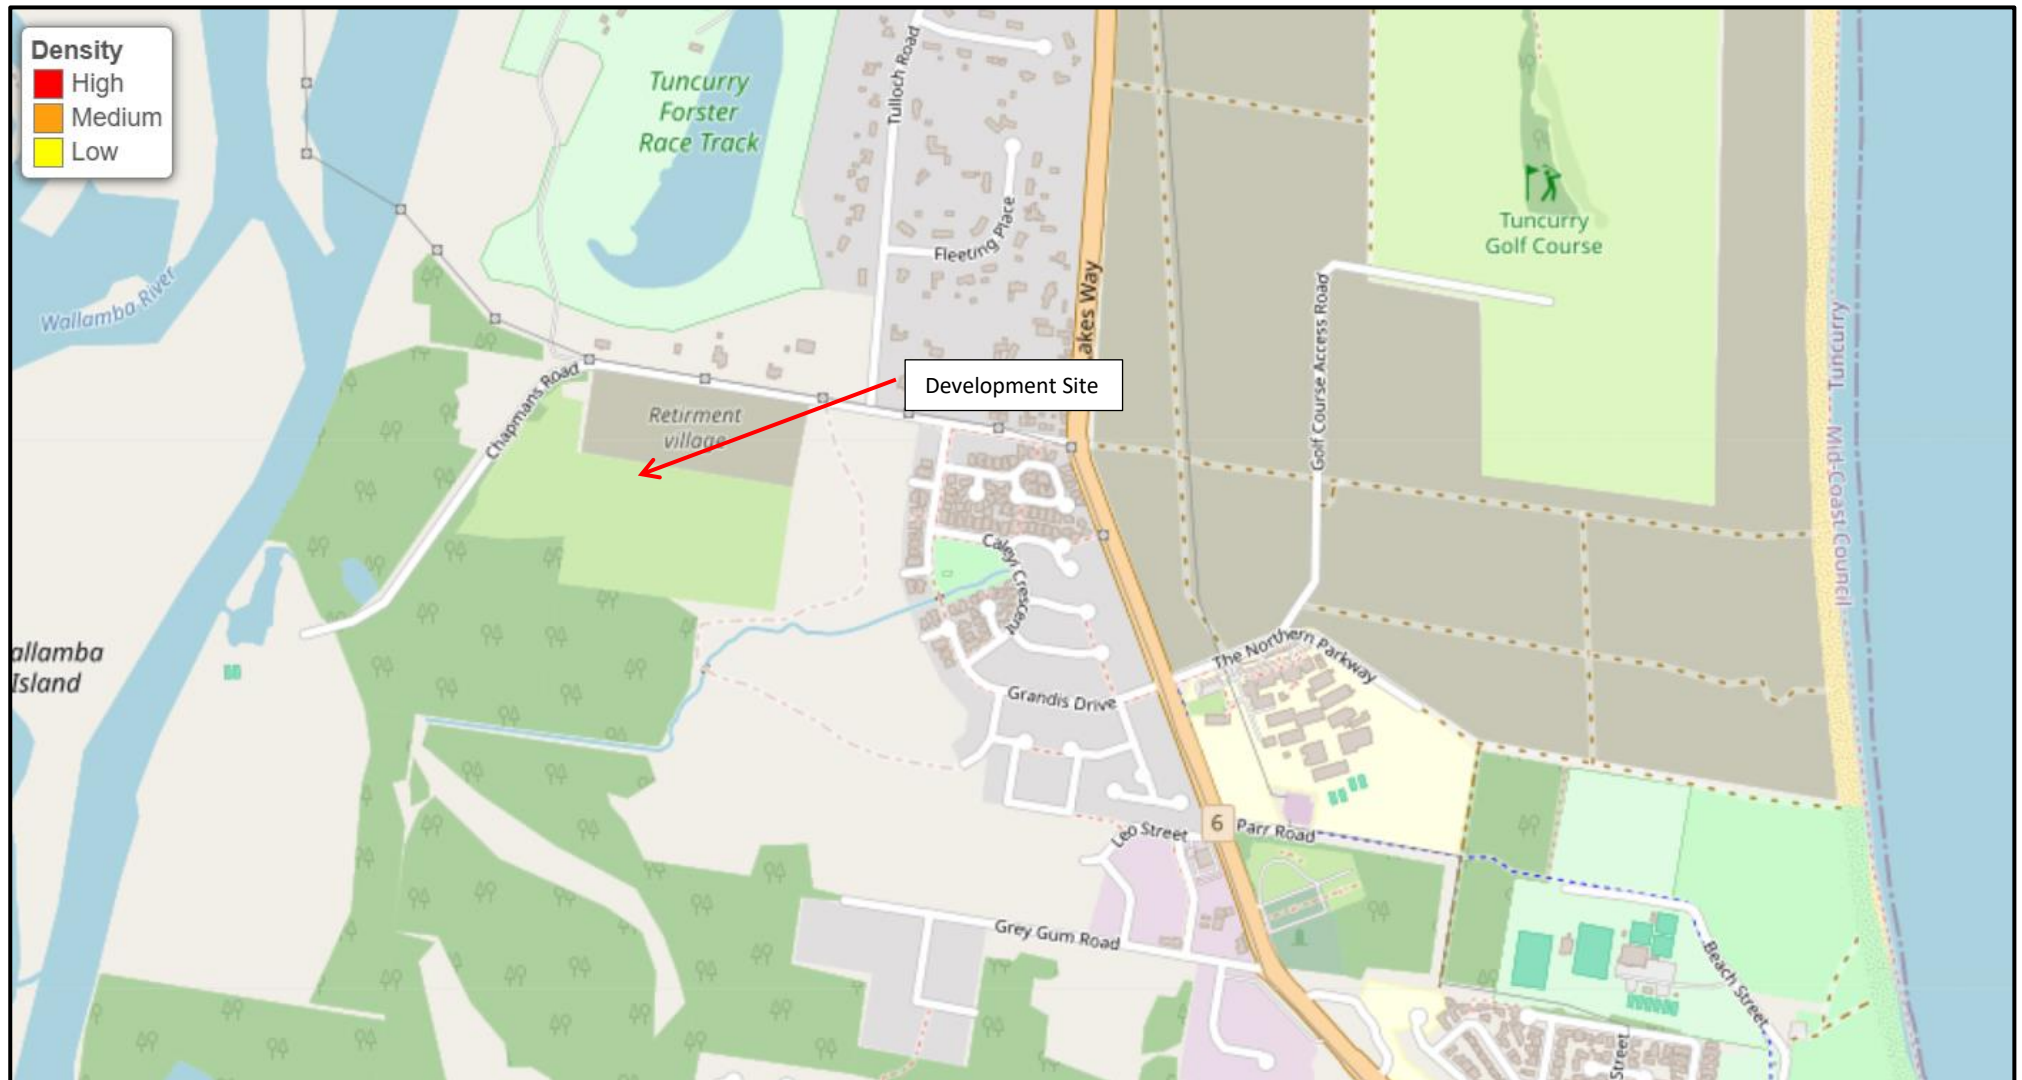 Density
High
Medium
Low
Tuncurry
Forster
Race Track
Tulloch Road
Fleeting Place
Lakes Way
Tuncurry
Golf Course
Golf Course Access Road
Wallamba River
Tuncurry
Mid-Coast Council
Development Site
Chapmans Road
Retirment
village
Caleyi Crescent
allamba
Island
The Northern Parkway
Grandis Drive
6
Parr Road
Leo Street
Grey Gum Road
Beach Street
Street